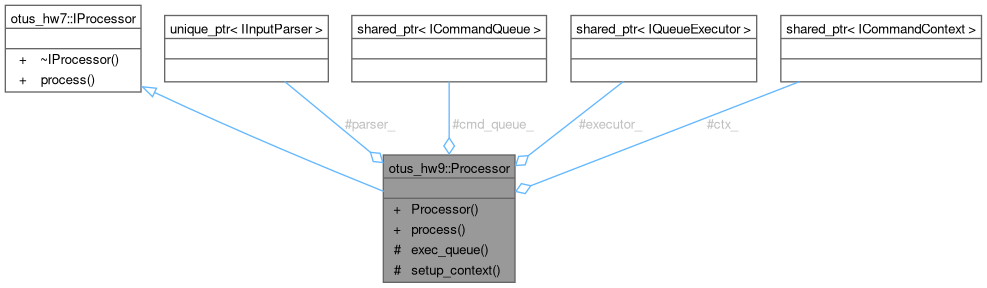 otus_hw7::IProcessor
+ ~IProcessor()
+ process()
unique_ptr< IInputParser >
shared_ptr< ICommandQueue >
shared_ptr< IQueueExecutor >
shared_ptr< ICommandContext >
#parser_
#cmd_queue_
#executor_
#ctx_
otus_hw9::Processor
+ Processor()
+ process()
# exec_queue()
# setup_context()